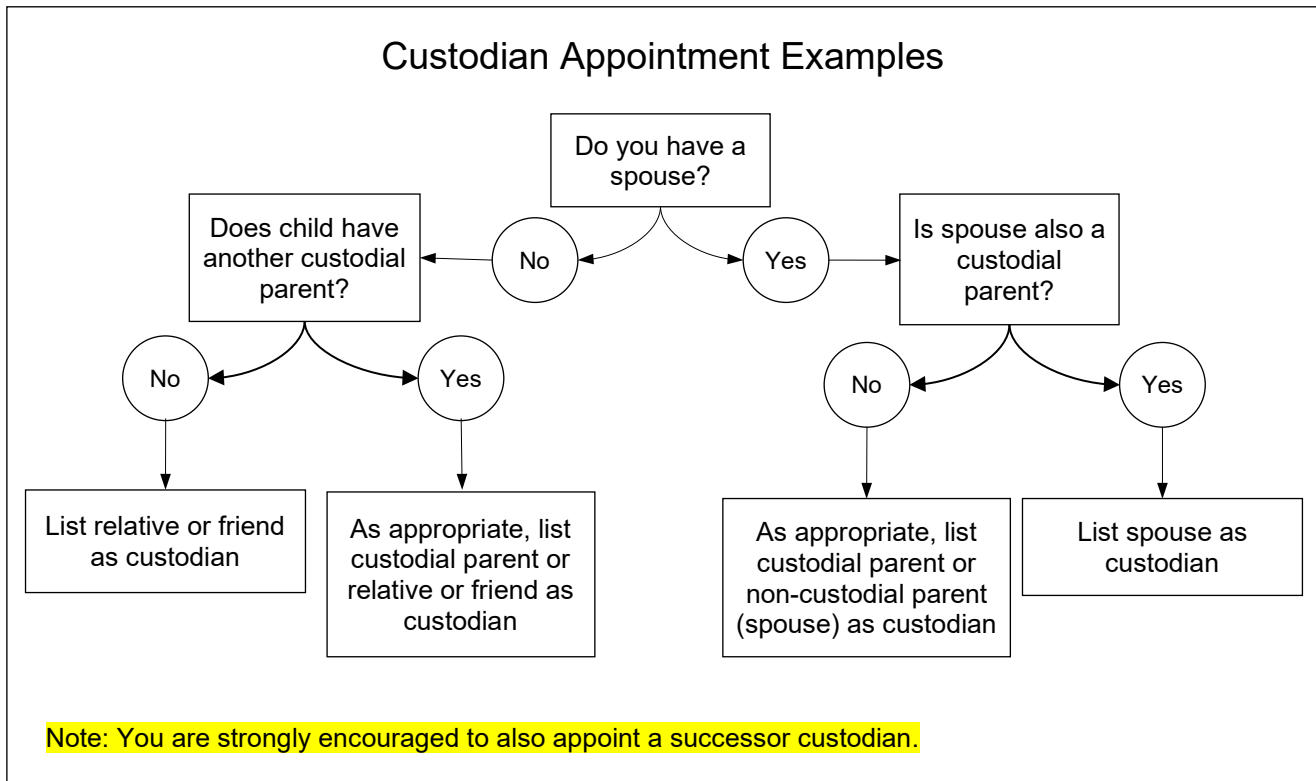 Custodian Appointment Examples
Do you have a
spouse?
Does child have
another custodial
parent?
No
Yes
Is spouse also a
custodial
parent?
No
Yes
No
Yes
List relative or friend
as custodian
As appropriate, list
custodial parent or
relative or friend as
custodian
As appropriate, list
custodial parent or
non-custodial parent
(spouse) as custodian
List spouse as
custodian
Note: You are strongly encouraged to also appoint a successor custodian.